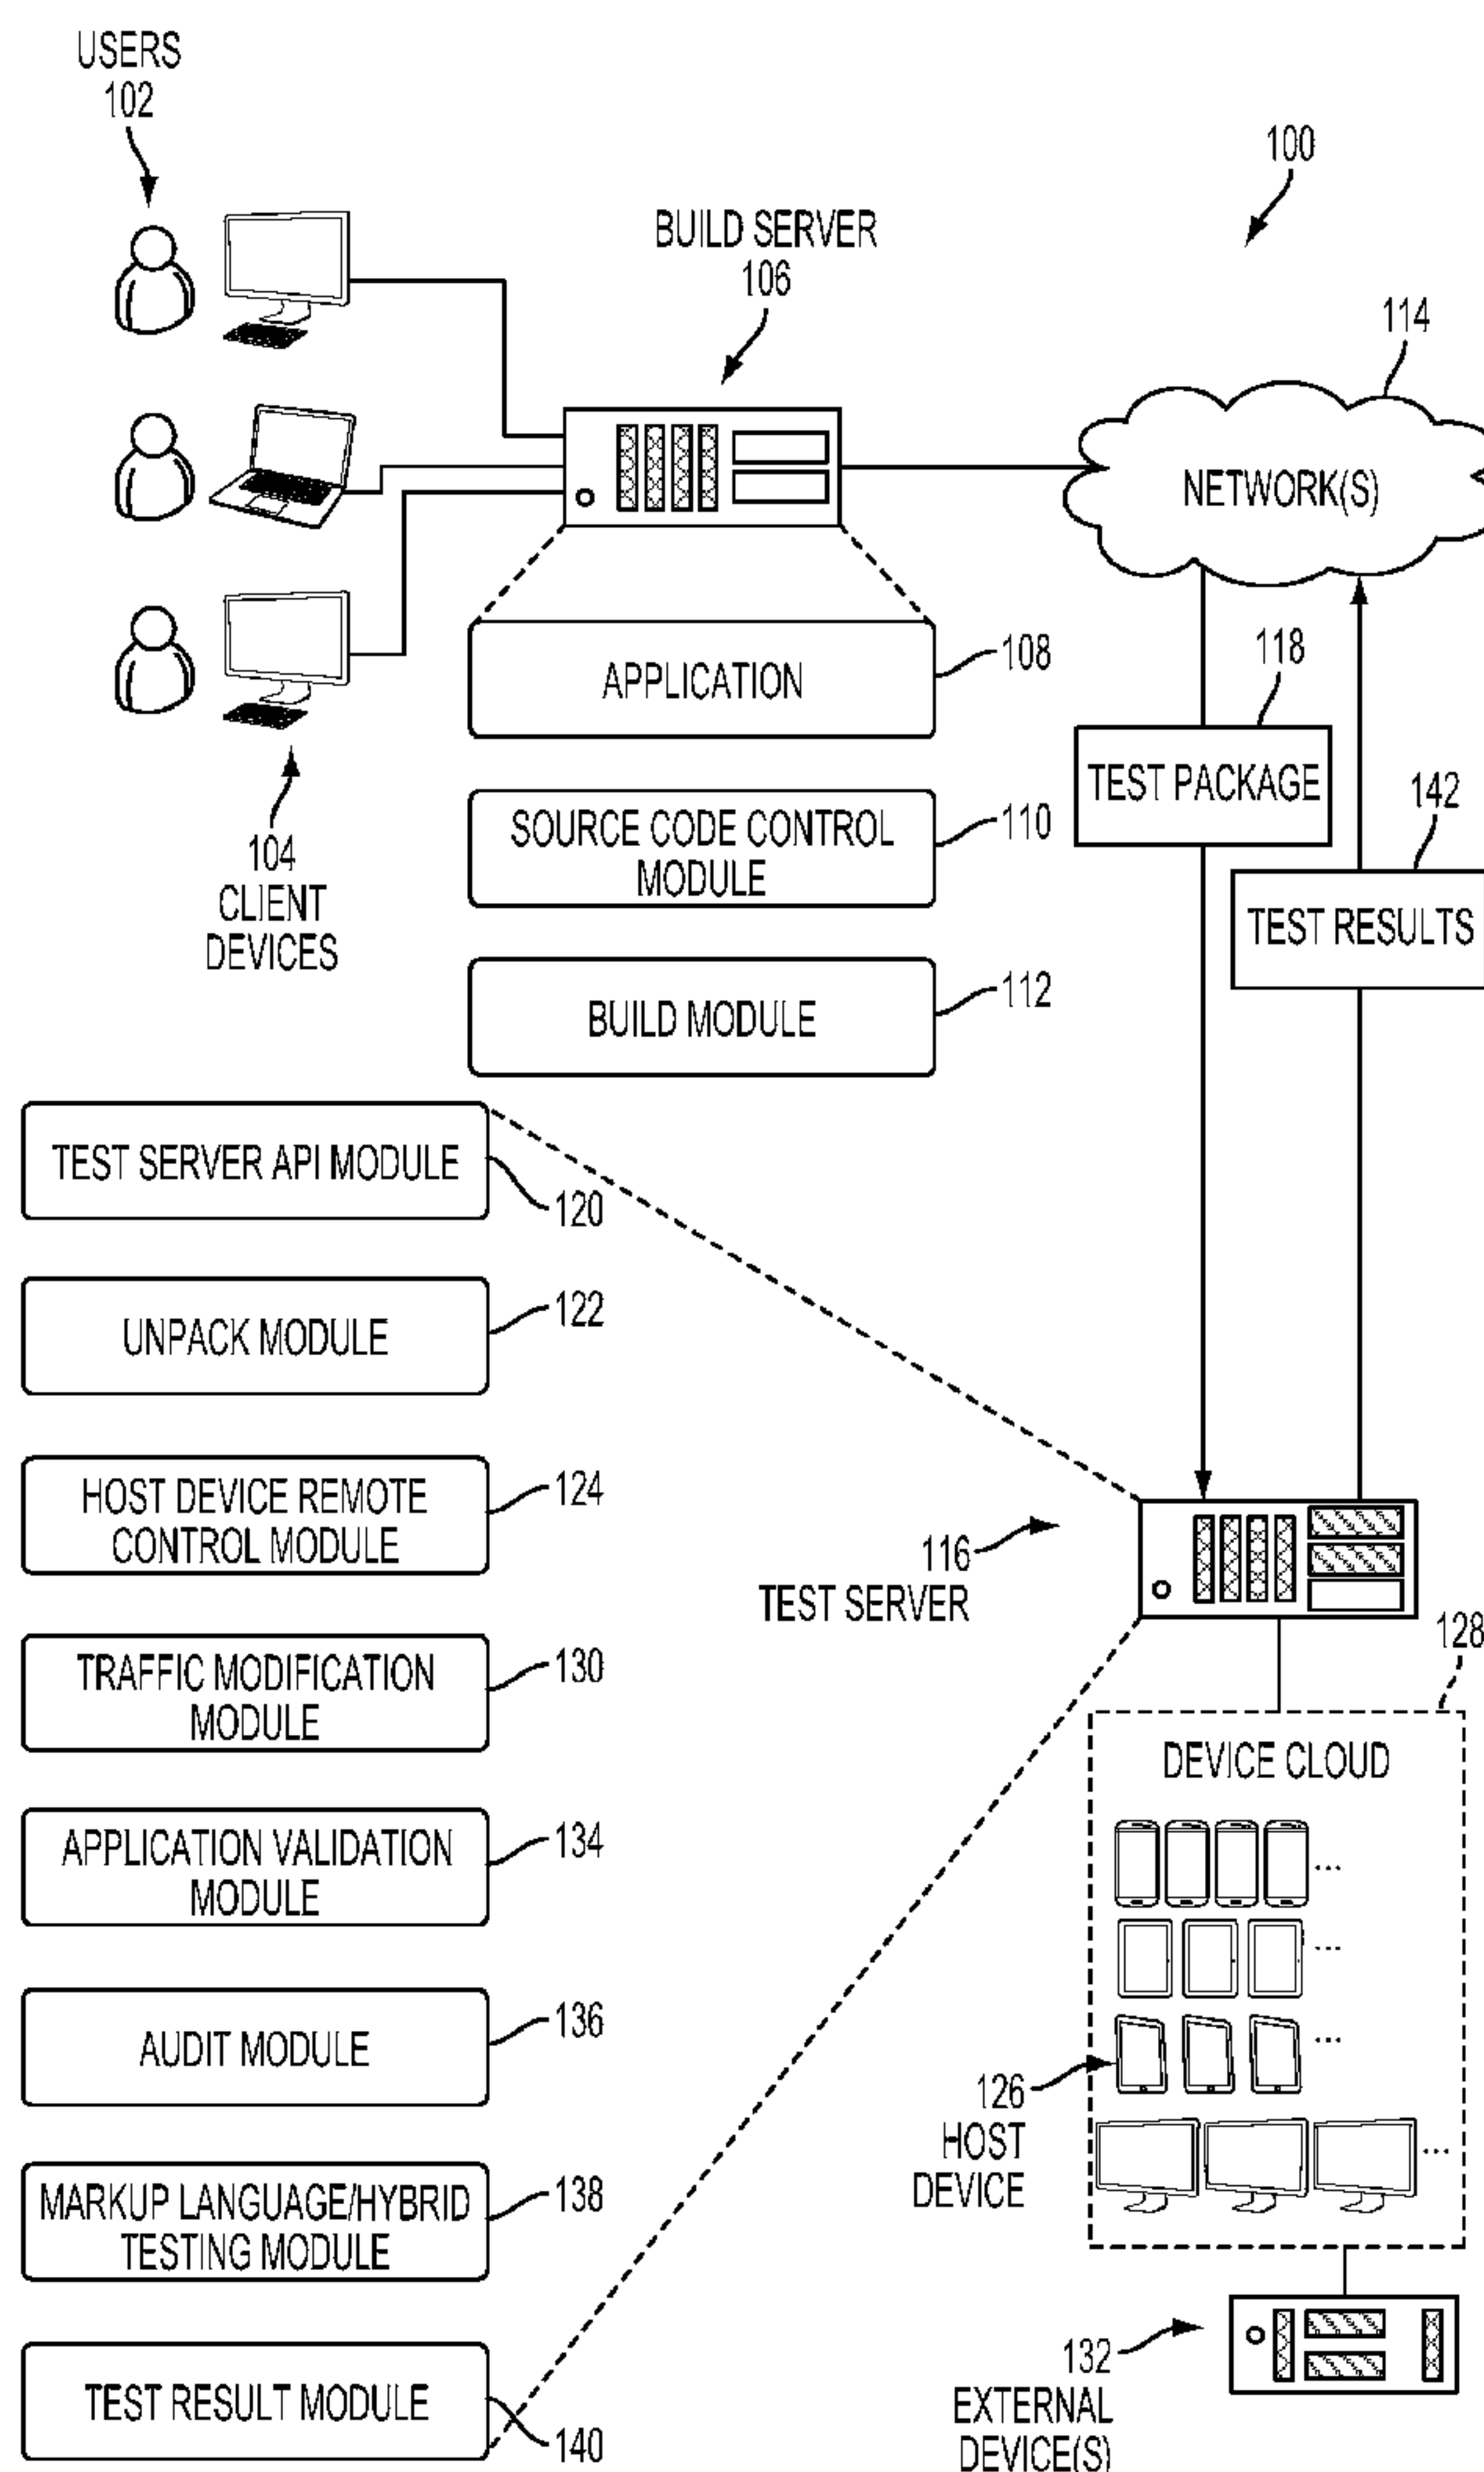 USERS
102
100
BUILD SERVER
106
114
NETWORK(S)
APPLICATION
108
118
TEST PACKAGE
142
TEST RESULTS
SOURCE CODE CONTROL
MODULE
110
104
CLIENT
DEVICES
BUILD MODULE
112
TEST SERVER API MODULE
120
UNPACK MODULE
122
HOST DEVICE REMOTE
CONTROL MODULE
124
116
TEST SERVER
TRAFFIC MODIFICATION
MODULE
130
128
DEVICE CLOUD
APPLICATION VALIDATION
MODULE
134
...
...
...
AUDIT MODULE
136
126
HOST
DEVICE
...
MARKUP LANGUAGE/HYBRID
TESTING MODULE
138
132
EXTERNAL
DEVICE(S)
TEST RESULT MODULE
140